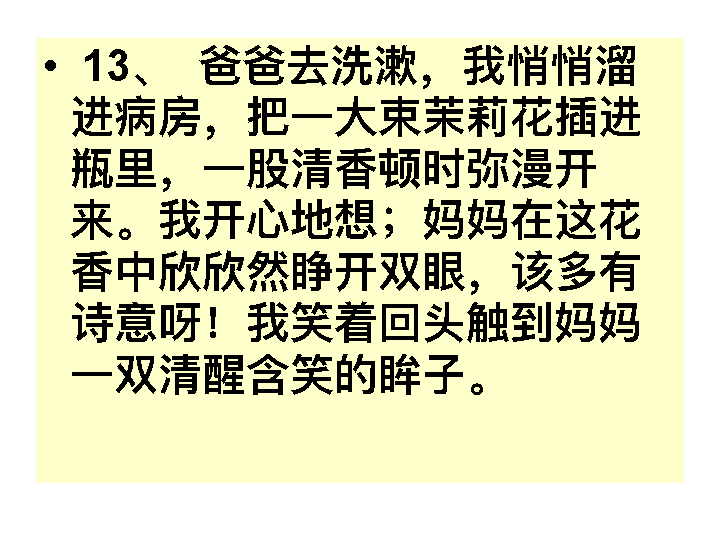 • 13、 爸爸去洗漱，我悄悄溜
进病房，把一大束茉莉花插进
瓶里，一股清香顿时弥漫开
来。我开心地想；妈妈在这花
香中欣欣然睁开双眼，该多有
诗意呀！我笑着回头触到妈妈
一双清醒含笑的眸子。